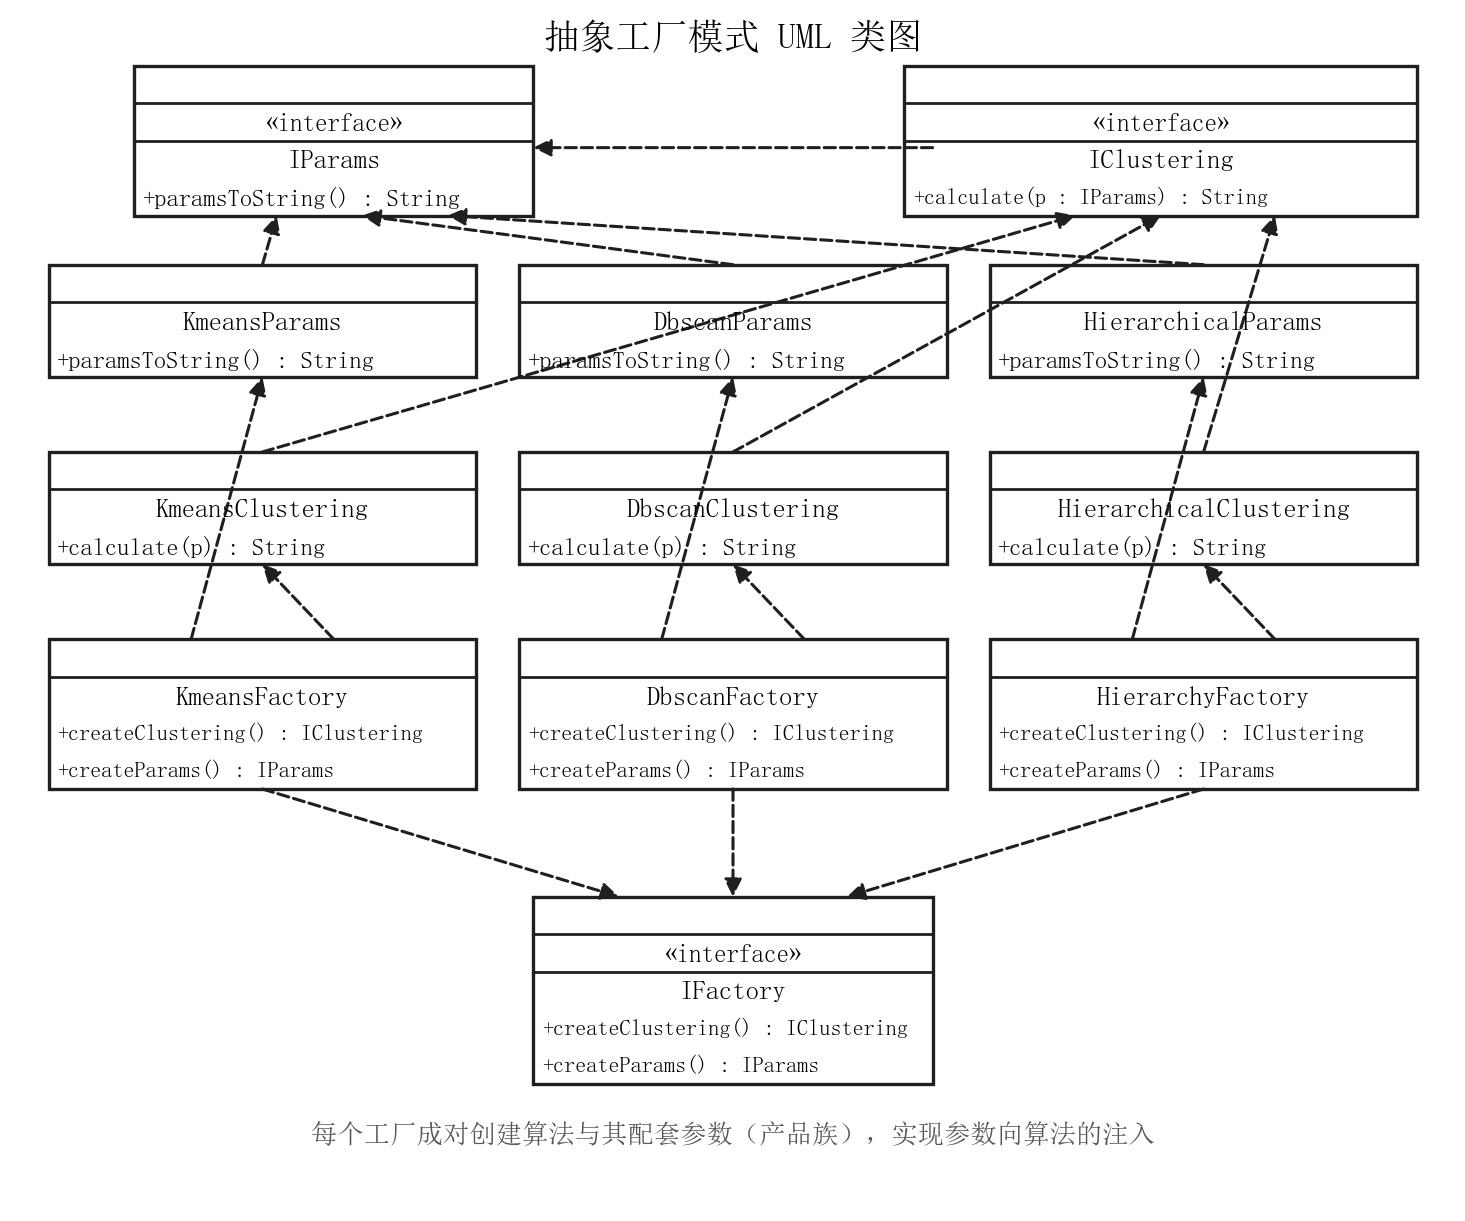 抽象工厂模式 UML 类图
«interface»
IParams
+paramsToString() : String
«interface»
IClustering
+calculate(p : IParams) : String
KmeansParams
+paramsToString() : String
DbscanParams
+paramsToString() : String
HierarchicalParams
+paramsToString() : String
KmeansClustering
+calculate(p) : String
DbscanClustering
+calculate(p) : String
HierarchicalClustering
+calculate(p) : String
KmeansFactory
+createClustering() : IClustering
+createParams() : IParams
DbscanFactory
+createClustering() : IClustering
+createParams() : IParams
HierarchyFactory
+createClustering() : IClustering
+createParams() : IParams
«interface»
IFactory
+createClustering() : IClustering
+createParams() : IParams
每个工厂成对创建算法与其配套参数（产品族），实现参数向算法的注入